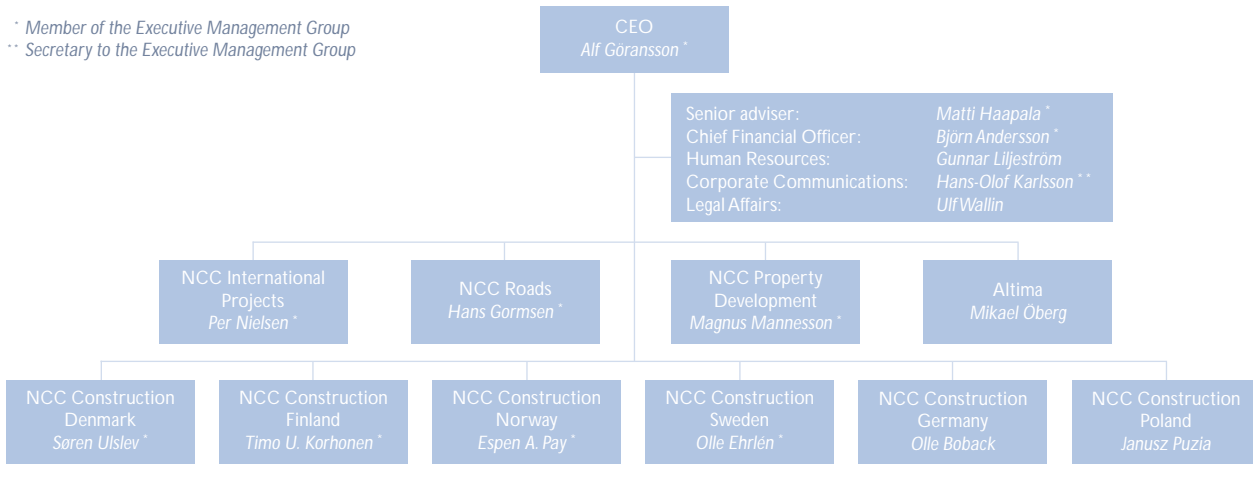 * Member of the Executive Management Group
** Secretary to the Executive Management Group
CEO
Alf Göransson *
Senior adviser: Matti Haapala *
Chief Financial Officer: Björn Andersson *
Human Resources: Gunnar Liljeström
Corporate Communications: Hans-Olof Karlsson **
Legal Affairs: Ulf Wallin
NCC International
Projects
Per Nielsen *
NCC Roads
Hans Gormsen *
NCC Property
Development
Magnus Mannesson *
Altima
Mikael Öberg
NCC Construction
Denmark
Søren Ulslev *
NCC Construction
Finland
Timo U. Korhonen *
NCC Construction
Norway
Espen A. Pay *
NCC Construction
Sweden
Olle Ehrlén *
NCC Construction
Germany
Olle Boback
NCC Construction
Poland
Janusz Puzia